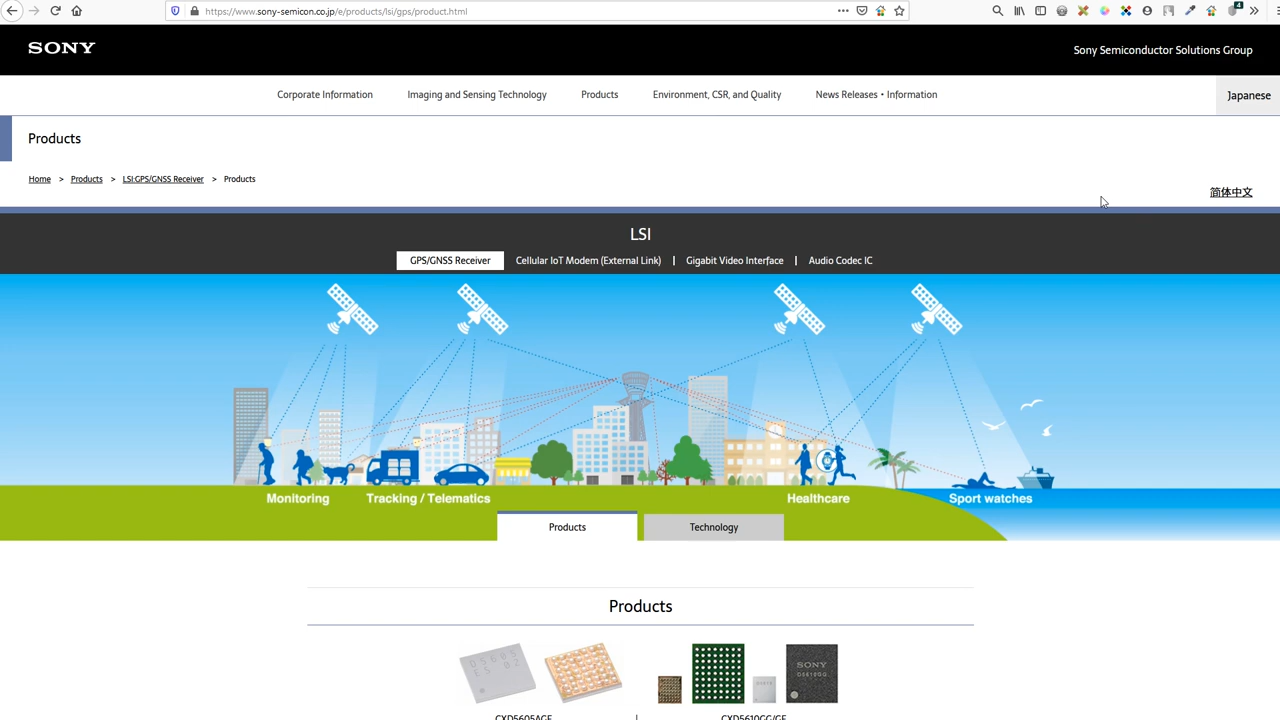 https://www.sony-semicon.co.jp/e/products/lsi/gps/product.html
4
SONY
Sony Semiconductor Solutions Group
Corporate Information
Imaging and Sensing Technology
Products
Environment, CSR, and Quality
News Releases・Information
Japanese
Products
Home > Products > LSI:GPS/GNSS Receiver > Products
简体中文
LSI
GPS/GNSS Receiver
Cellular IoT Modem (External Link)
Gigabit Video Interface
Audio Codec IC
Monitoring
Tracking / Telematics
Healthcare
Sport watches
Products
Technology
Products
SONY
D5610GG
CXD5605AGF
CXD5610GG/GF